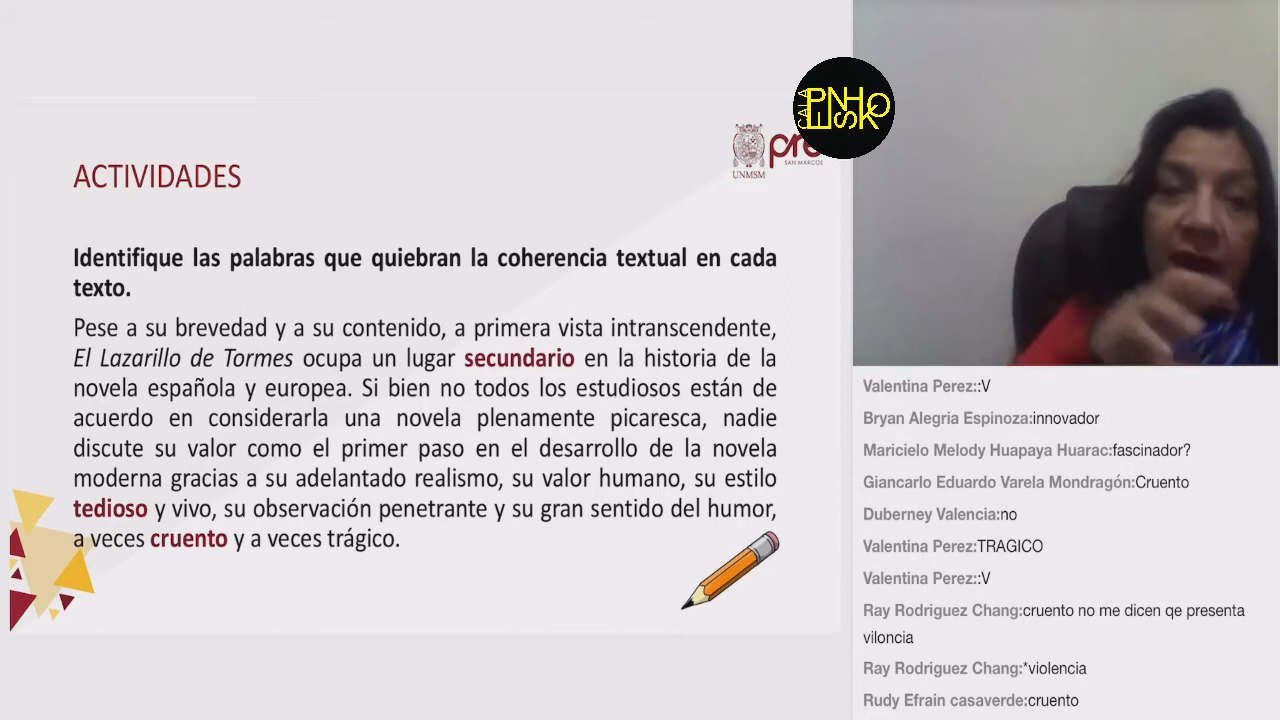 ACTIVIDADES
UNMSM
SAN MARCOS
CALA
PENHO
ESK
Identifique las palabras que quiebran la coherencia textual en cada
texto.
Pese a su brevedad y a su contenido, a primera vista intranscendente,
El Lazarillo de Tormes ocupa un lugar secundario en la historia de la
novela española y europea. Si bien no todos los estudiosos están de
acuerdo en considerarla una novela plenamente picaresca, nadie
discute su valor como el primer paso en el desarrollo de la novela
moderna gracias a su adelantado realismo, su valor humano, su estilo
tedioso y vivo, su observación penetrante y su gran sentido del humor,
a veces cruento y a veces trágico.
Valentina Perez::V
Bryan Alegria Espinoza:innovador
Maricielo Melody Huapaya Huarac:fascinador?
Giancarlo Eduardo Varela Mondragón:Cruento
Duberney Valencia:no
Valentina Perez:TRAGICO
Valentina Perez::V
Ray Rodriguez Chang:cruento no me dicen qe presenta
viloncia
Ray Rodriguez Chang:*violencia
Rudy Efrain casaverde:cruento